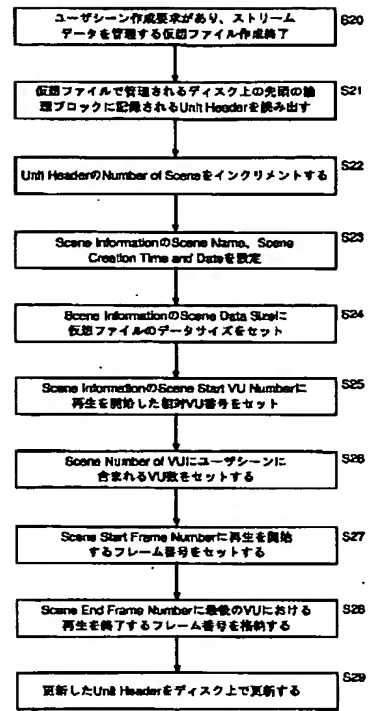 ユーザシーン作成要求があり、ストリーム
データを管理する仮想ファイル作成終了
S20
仮想ファイルで管理されるディスク上の先頭の論
理ブロックに記録されるUnit Headerを読み出す
S21
Unit HeaderのNumber of Sceneをインクリメントする
S22
Scene InformationのScene Name、Scene
Creation Time and Dateを設定
S23
Scene InformationのScene Data Sizeに
仮想ファイルのデータサイズをセット
S24
Scene InformationのScene Start VU Numberに
再生を開始した相対VU番号をセット
S25
Scene Number of VUにユーザシーンに
含まれるVU数をセットする
S26
Scene Start Frame Numberに再生を開始
するフレーム番号をセットする
S27
Scene End Frame Numberに最後のVUにおける
再生を終了するフレーム番号を格納する
S28
更新したUnit Headerをディスク上で更新する
S29